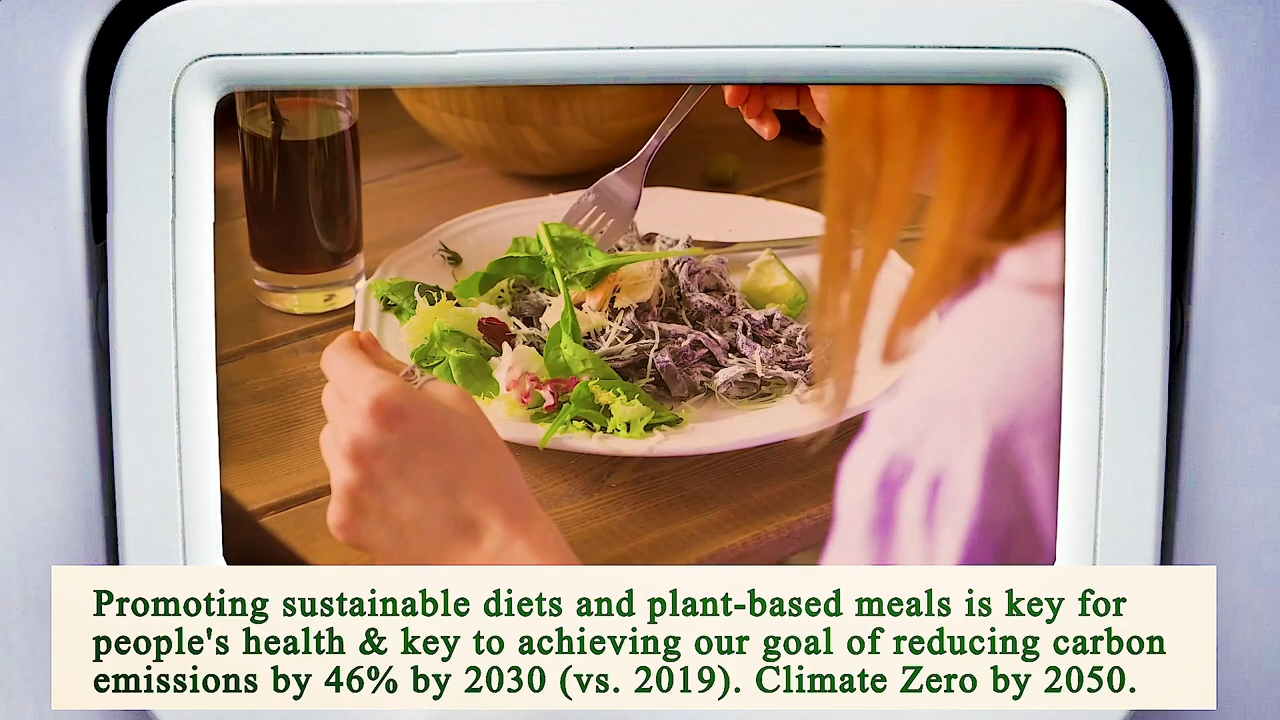 Promoting sustainable diets and plant-based meals is key for
people's health & key to achieving our goal of reducing carbon
emissions by 46% by 2030 (vs. 2019). Climate Zero by 2050.